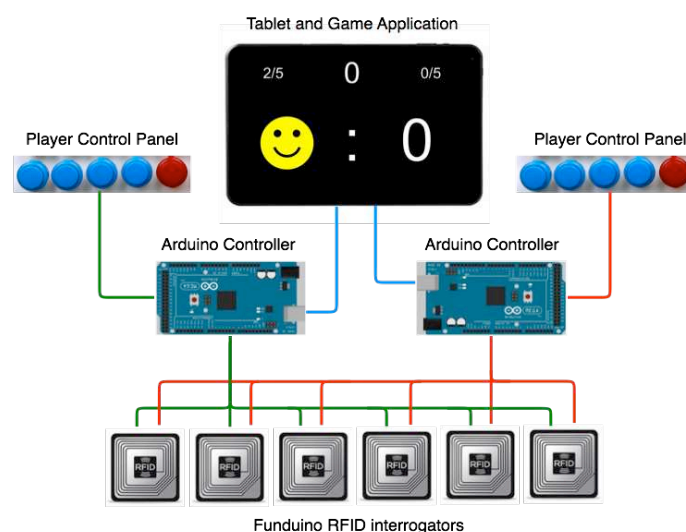 Tablet and Game Application
2/5
0
0/5
: 0
Player Control Panel
Player Control Panel
Arduino Controller
Arduino Controller
RFID
RFID
RFID
RFID
RFID
RFID
Funduino RFID interrogators